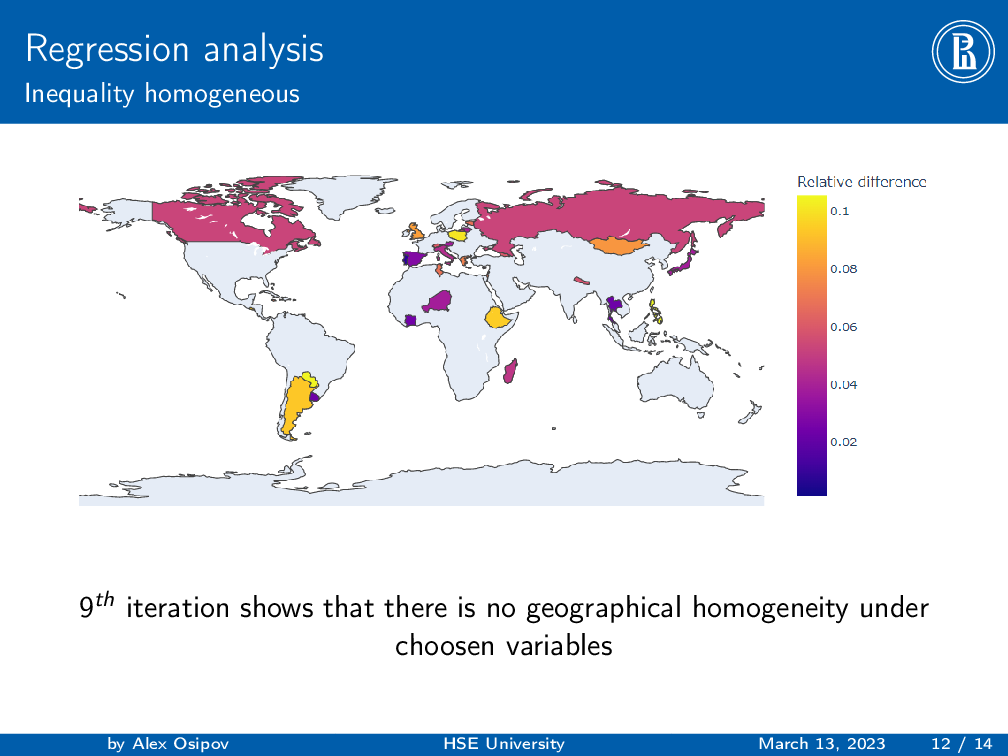 Regression analysis
Inequality homogeneous
Relative difference
0.1
0.08
0.06
0.04
0.02
9th iteration shows that there is no geographical homogeneity under
choosen variables
by Alex Osipov HSE University March 13, 2023 12 / 14